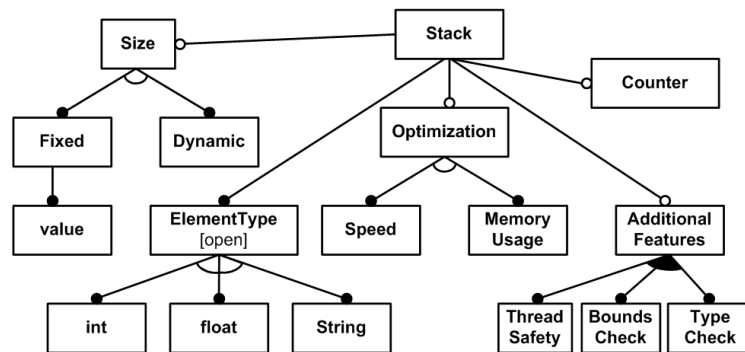 Size
Stack
Counter
Fixed
Dynamic
Optimization
value
ElementType
[open]
Speed
Memory
Usage
Additional
Features
int
float
String
Thread
Safety
Bounds
Check
Type
Check